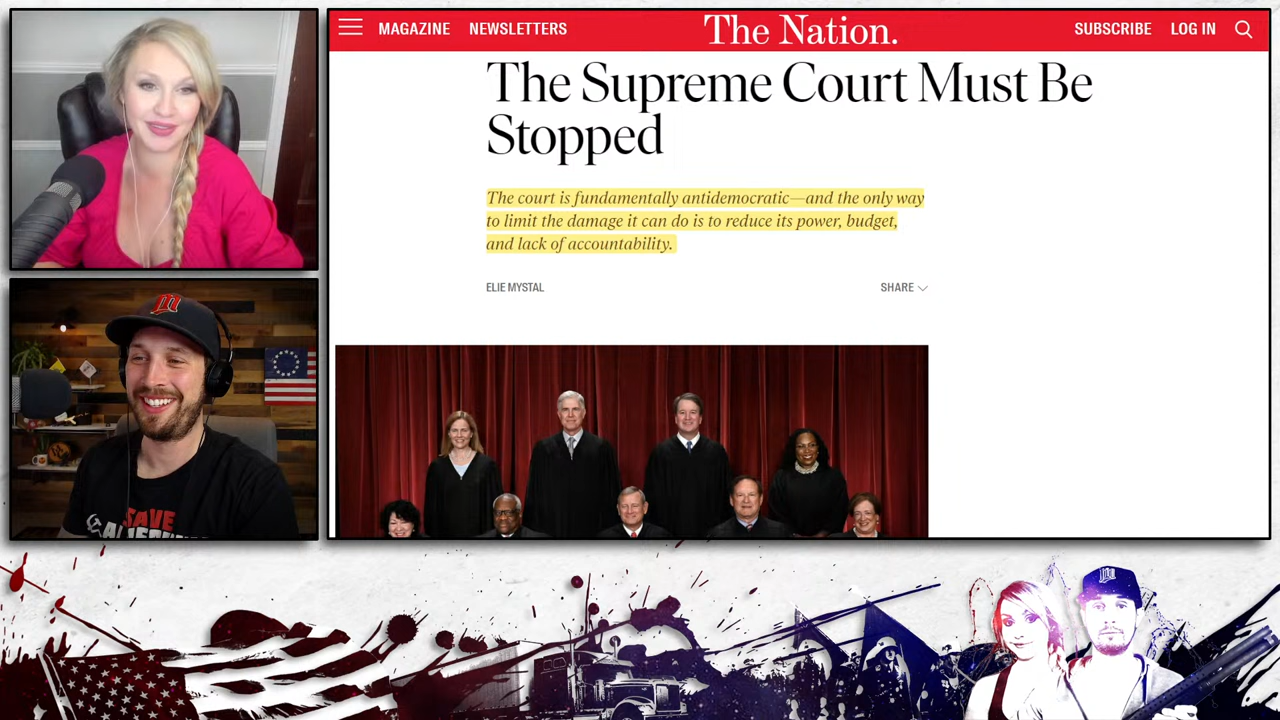 MAGAZINE NEWSLETTERS The Nation. SUBSCRIBE LOG IN
The Supreme Court Must Be
Stopped
The court is fundamentally antidemocratic—and the only way
to limit the damage it can do is to reduce its power, budget,
and lack of accountability.
ELIE MYSTAL SHARE
SAVE